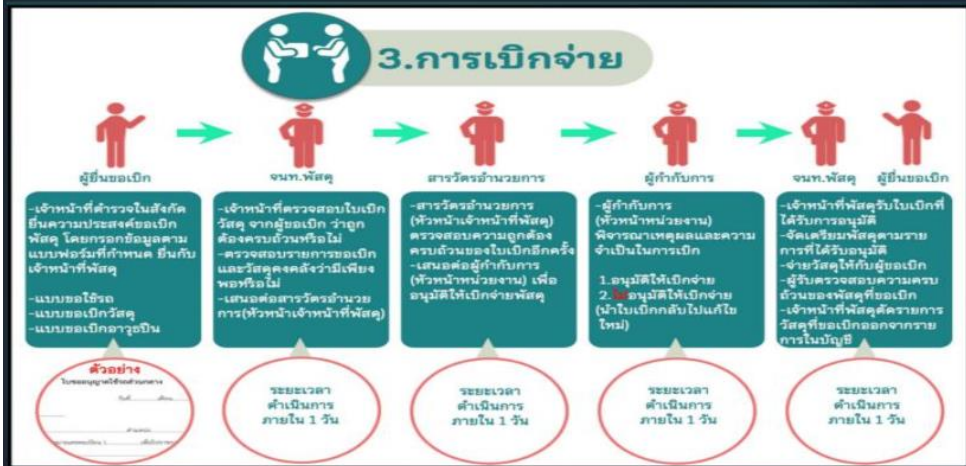 3.การเบิกจ่าย
ผู้ยื่นขอเบิก
-เจ้าหน้าที่ตำรวจในสังกัด
ยื่นความประสงค์ขอเบิก
พัสดุ โดยกรอกข้อมูลตาม
แบบฟอร์มที่กำหนด ยื่นกับ
เจ้าหน้าที่พัสดุ
-แบบขอใช้รถ
-แบบขอเบิกวัสดุ
-แบบขอเบิกอาวุธปืน
ตัวอย่าง
ใบขออนุญาตใช้รถส่วนกลาง
วันที่
เดือน
ตำแหน่ง
จนท.พัสดุ
-เจ้าหน้าที่ตรวจสอบใบเบิก
วัสดุ จากผู้ขอเบิก ว่าถูก
ต้องครบถ้วนหรือไม่
-ตรวจสอบรายการขอเบิก
และวัสดุคงคลังว่ามีเพียง
พอหรือไม่
-เสนอต่อสารวัตรอำนวย
การ(หัวหน้าเจ้าหน้าที่พัสดุ)
ระยะเวลา
ดำเนินการ
ภายใน 1 วัน
สารวัตรอำนวยการ
-สารวัตรอำนวยการ
(หัวหน้าเจ้าหน้าที่พัสดุ)
ตรวจสอบความถูกต้อง
ครบถ้วนของใบเบิกอีกครั้ง
-เสนอต่อผู้กำกับการ
(หัวหน้าหน่วยงาน) เพื่อ
อนุมัติให้เบิกจ่ายพัสดุ
ระยะเวลา
ดำเนินการ
ภายใน 1 วัน
ผู้กำกับการ
-ผู้กำกับการ
(หัวหน้าหน่วยงาน)
พิจารณาเหตุผลและความ
จำเป็นในการเบิก
1.อนุมัติให้เบิกจ่าย
2.ไม่อนุมัติให้เบิกจ่าย
(นำใบเบิกกลับไปแก้ไข
ใหม่)
ระยะเวลา
ดำเนินการ
ภายใน 1 วัน
จนท.พัสดุ ผู้ยื่นขอเบิก
-เจ้าหน้าที่พัสดุรับใบเบิกที่
ได้รับการอนุมัติ
-จัดเตรียมพัสดุตามราย
การที่ได้รับอนุมัติ
-จ่ายวัสดุให้กับผู้ขอเบิก
-ผู้รับตรวจสอบความครบ
ถ้วนของพัสดุที่ขอเบิก
-เจ้าหน้าที่พัสดุตัดรายการ
วัสดุที่ขอเบิกออกจากราย
การในบัญชี
ระยะเวลา
ดำเนินการ
ภายใน 1 วัน